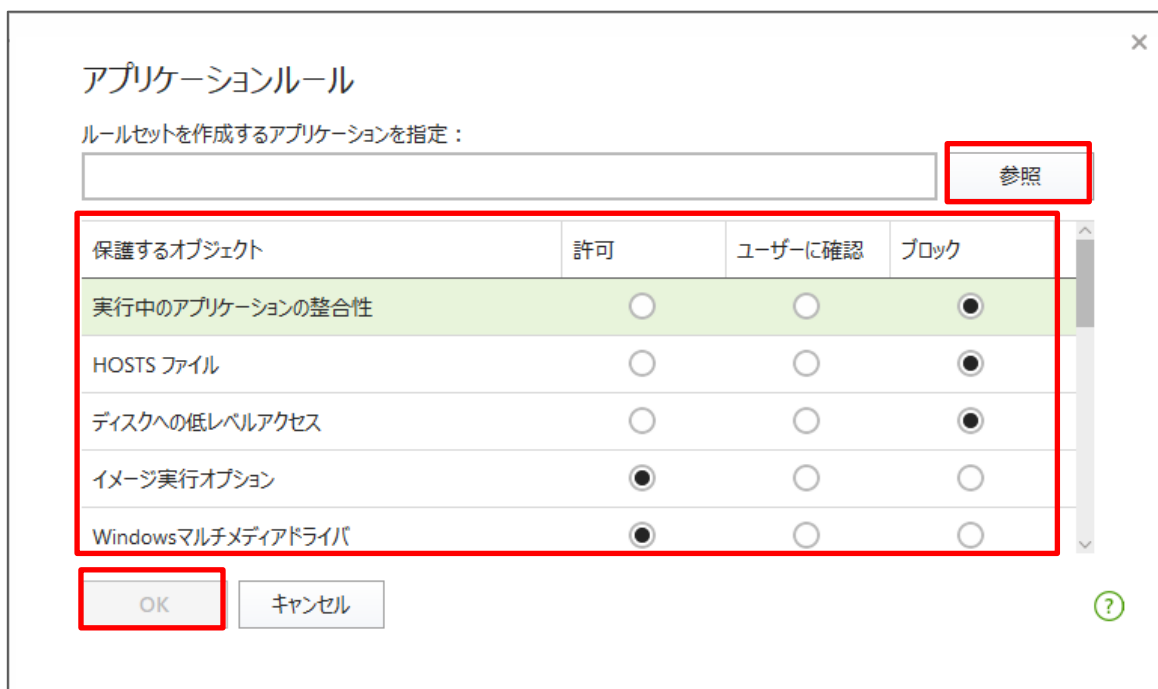 アプリケーションルール
ルールセットを作成するアプリケーションを指定：
参照
保護するオブジェクト 許可 ユーザーに確認 ブロック
実行中のアプリケーションの整合性
HOSTS ファイル
ディスクへの低レベルアクセス
イメージ実行オプション
Windowsマルチメディアドライバ
OK キャンセル